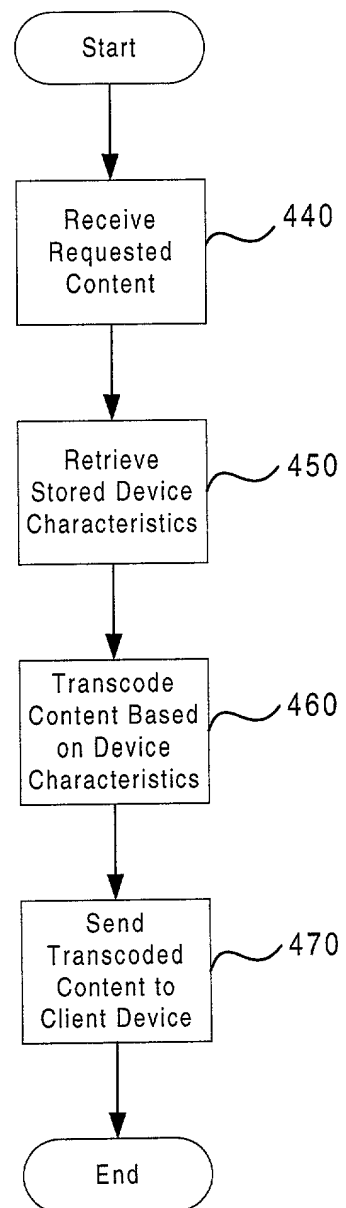 Start
Receive
Requested
Content
440
Retrieve
Stored Device
Characteristics
450
Transcode
Content Based
on Device
Characteristics
460
Send
Transcoded
Content to
Client Device
470
End